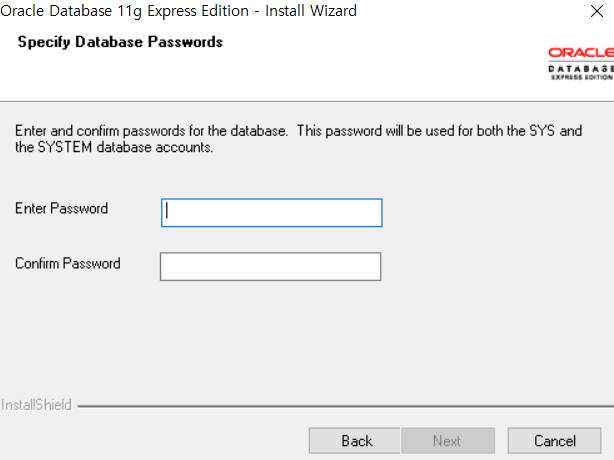 Oracle Database 11g Express Edition - Install Wizard
Specify Database Passwords
ORACLE
DATABASE
EXPRESS EDITION
Enter and confirm passwords for the database. This password will be used for both the SYS and
the SYSTEM database accounts.
Enter Password
Confirm Password
InstallShield
Back Next Cancel